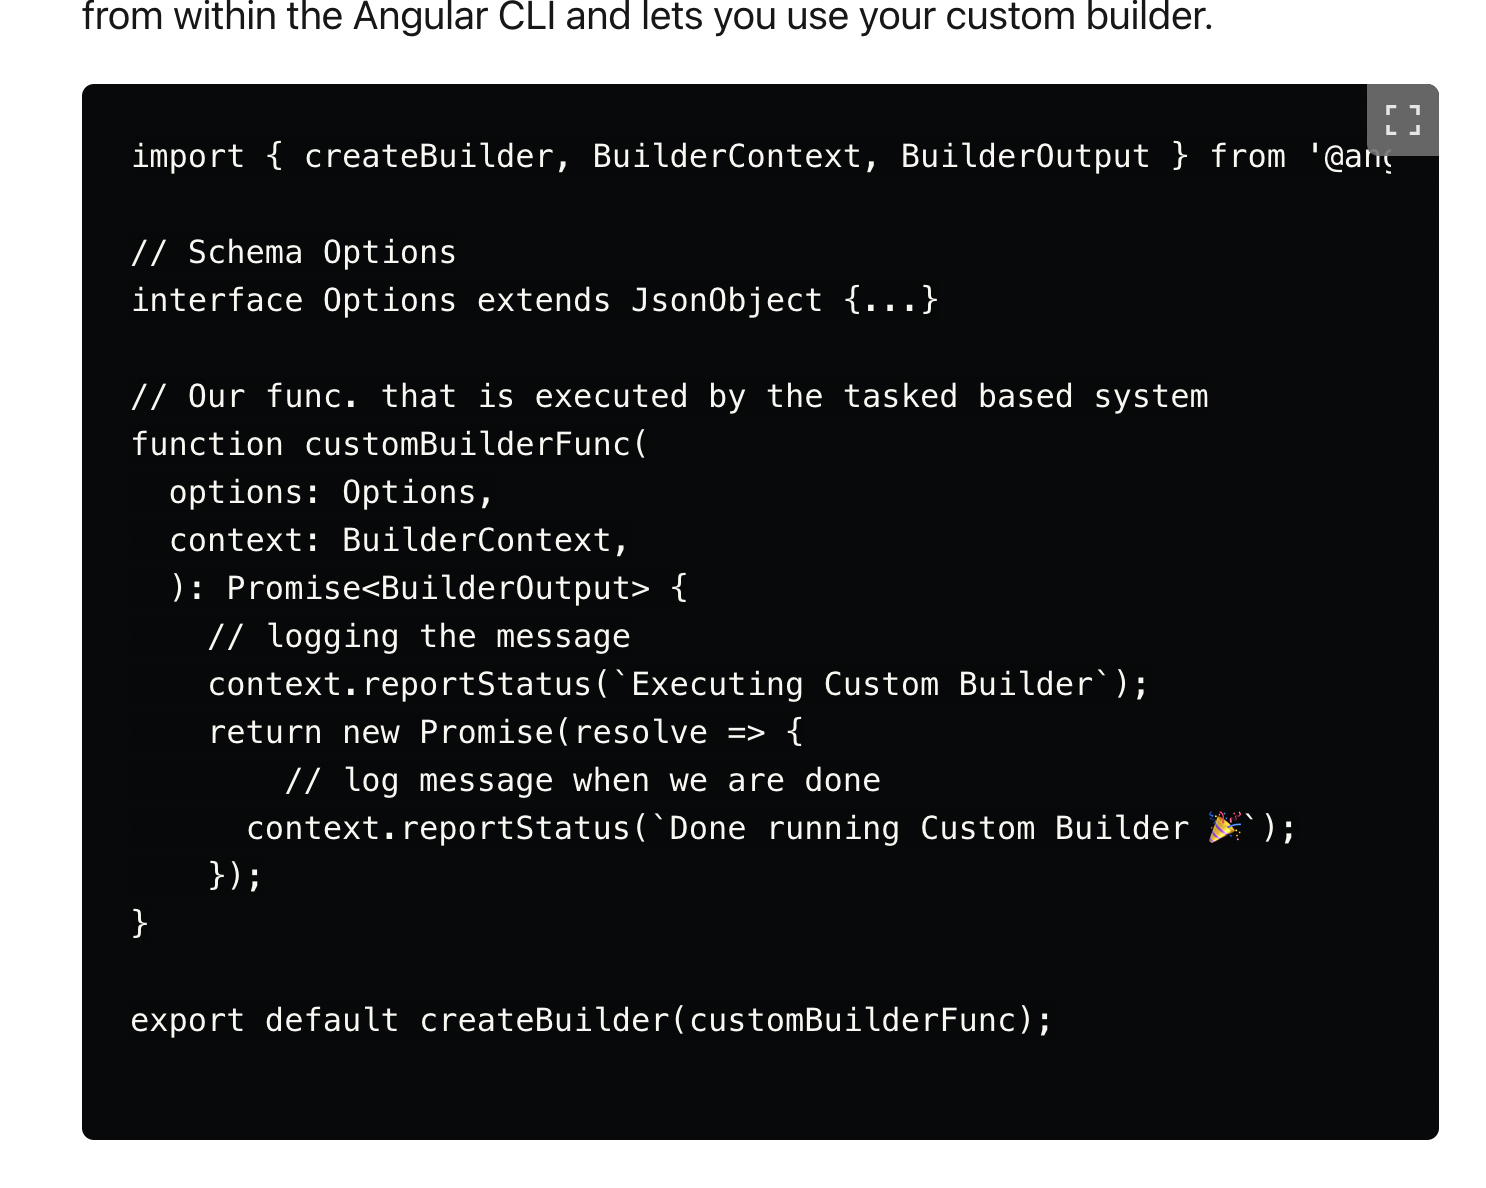 from within the Angular CLI and lets you use your custom builder.
import { createBuilder, BuilderContext, BuilderOutput } from '@ang
// Schema Options
interface Options extends JsonObject {...}
// Our func. that is executed by the tasked based system
function customBuilderFunc(
  options: Options,
  context: BuilderContext,
  ): Promise<BuilderOutput> {
    // logging the message
    context.reportStatus(`Executing Custom Builder`);
    return new Promise(resolve => {
        // log message when we are done
      context.reportStatus(`Done running Custom Builder 🎉`);
    });
}
export default createBuilder(customBuilderFunc);